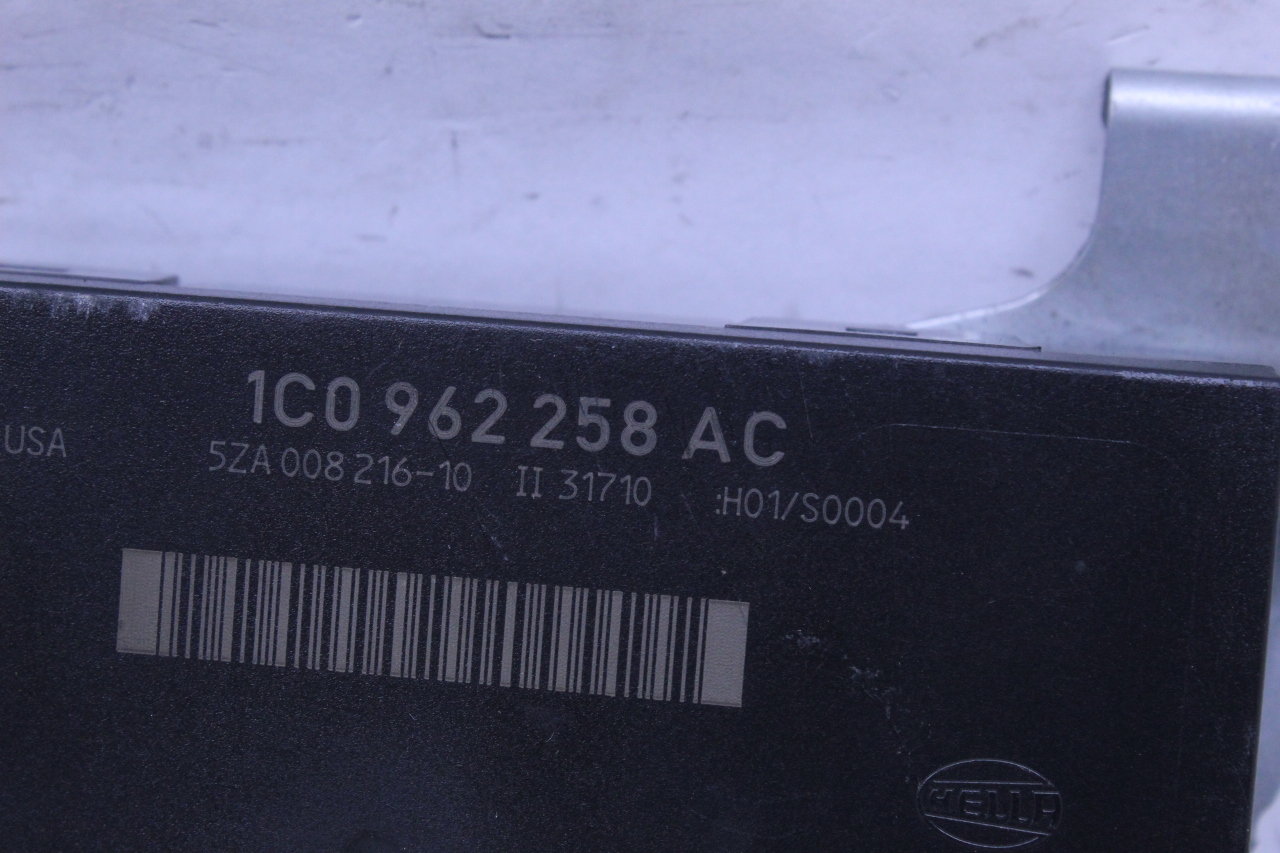 1C0 962 258 AC
USA
5ZA 008 216-10 II 31710 :H01/S0004
HELLA